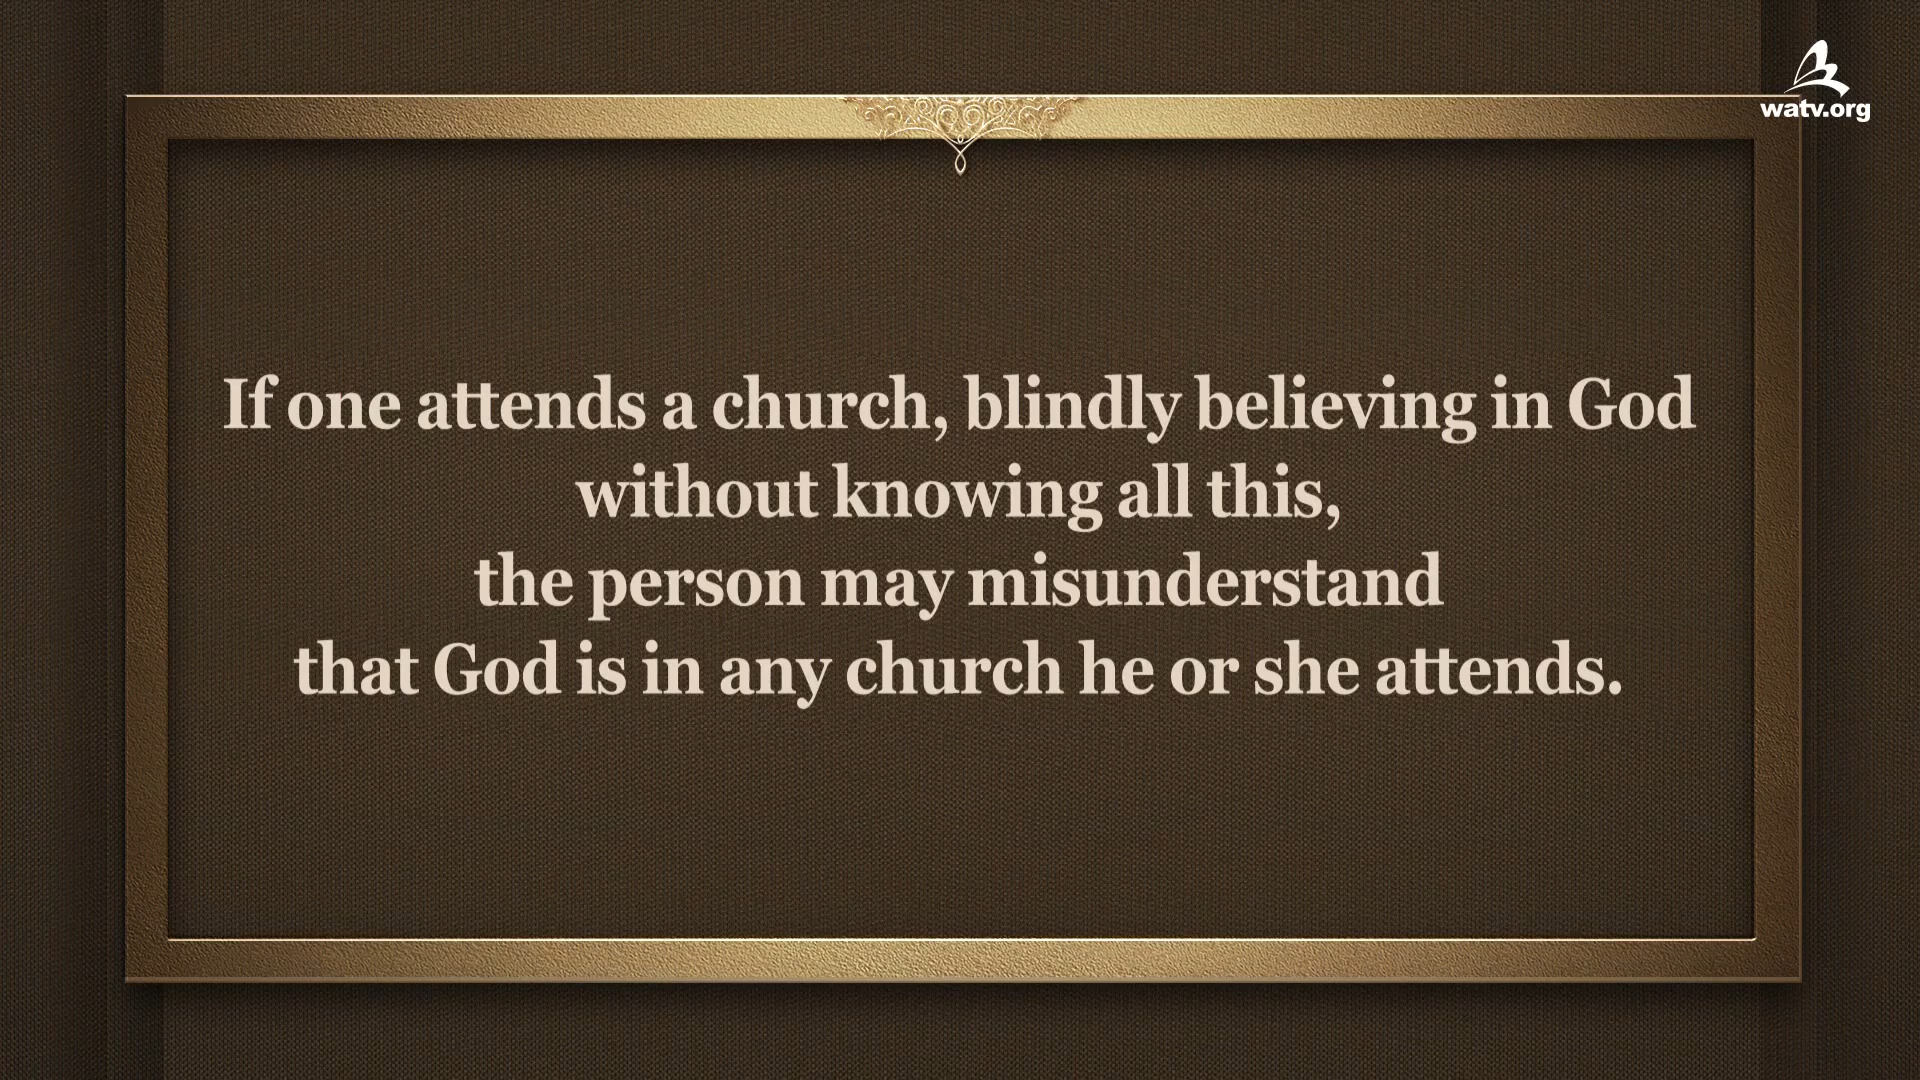 watv.org
If one attends a church, blindly believing in God
without knowing all this,
the person may misunderstand
that God is in any church he or she attends.